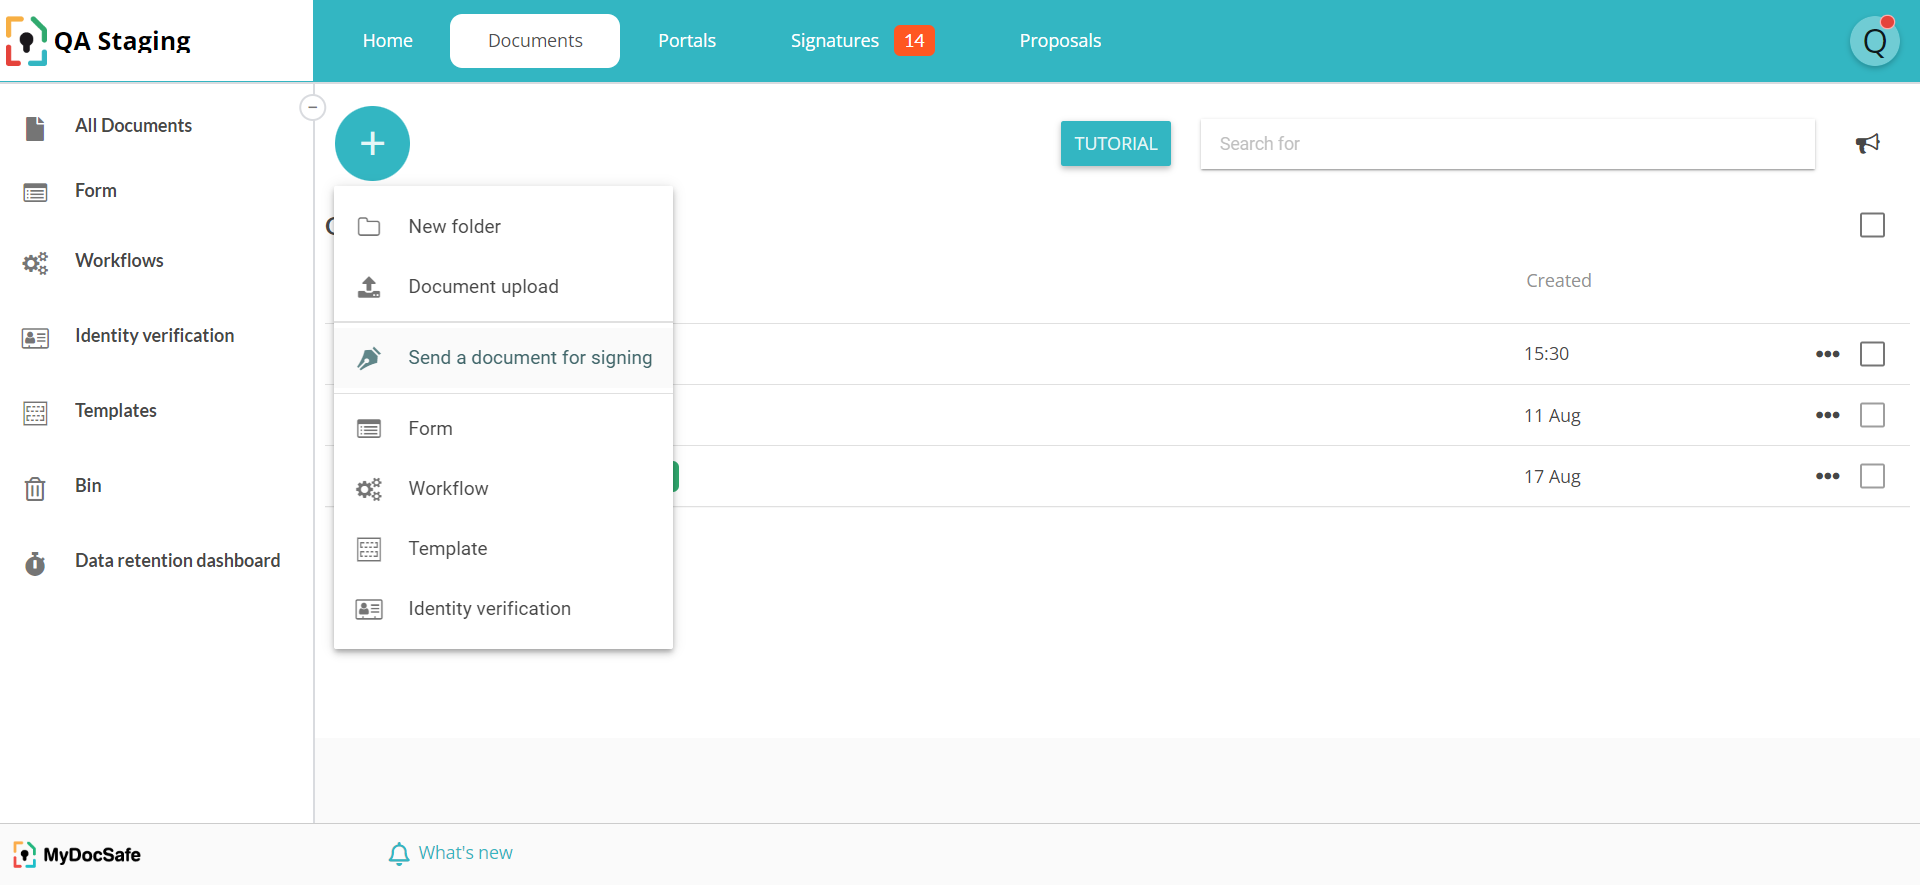 QA Staging
Home
Documents
Portals
Signatures 14
Proposals
Q
All Documents
Form
Workflows
Identity verification
Templates
Bin
Data retention dashboard
+
TUTORIAL
Search for
New folder
Document upload
Send a document for signing
Form
Workflow
Template
Identity verification
Created
15:30
11 Aug
17 Aug
MyDocSafe
What's new